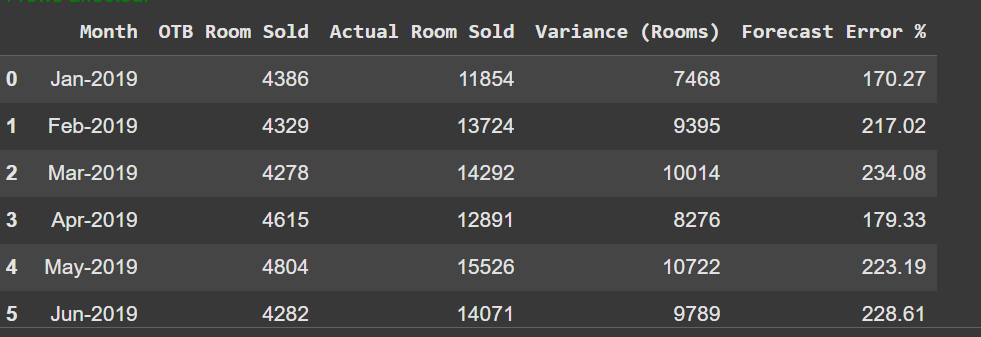 Month OTB Room Sold Actual Room Sold Variance (Rooms) Forecast Error %
0 Jan-2019 4386 11854 7468 170.27
1 Feb-2019 4329 13724 9395 217.02
2 Mar-2019 4278 14292 10014 234.08
3 Apr-2019 4615 12891 8276 179.33
4 May-2019 4804 15526 10722 223.19
5 Jun-2019 4282 14071 9789 228.61